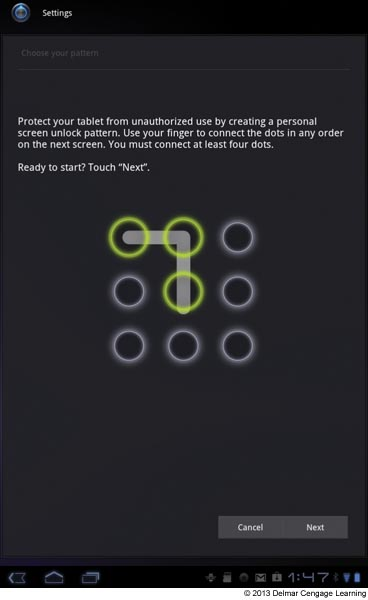 Settings
Choose your pattern
Protect your tablet from unauthorized use by creating a personal
screen unlock pattern. Use your finger to connect the dots in any order
on the next screen. You must connect at least four dots.
Ready to start? Touch “Next”.
Cancel Next
1:47
© 2013 Delmar Cengage Learning